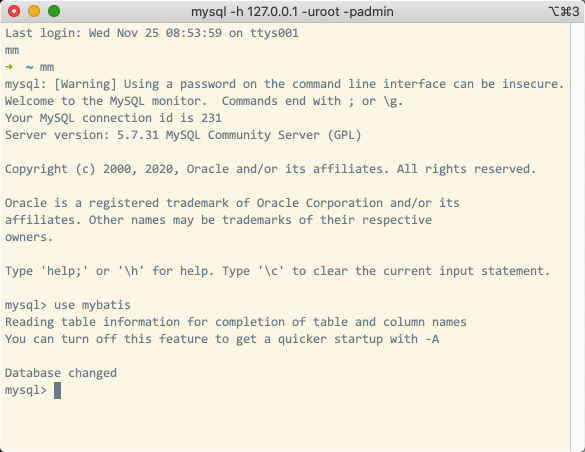 mysql -h 127.0.0.1 -uroot -padmin
⌥⌘3
Last login: Wed Nov 25 08:53:59 on ttys001
mm
➜  ~ mm
mysql: [Warning] Using a password on the command line interface can be insecure.
Welcome to the MySQL monitor.  Commands end with ; or \g.
Your MySQL connection id is 231
Server version: 5.7.31 MySQL Community Server (GPL)
Copyright (c) 2000, 2020, Oracle and/or its affiliates. All rights reserved.
Oracle is a registered trademark of Oracle Corporation and/or its
affiliates. Other names may be trademarks of their respective
owners.
Type 'help;' or '\h' for help. Type '\c' to clear the current input statement.
mysql> use mybatis
Reading table information for completion of table and column names
You can turn off this feature to get a quicker startup with -A
Database changed
mysql>